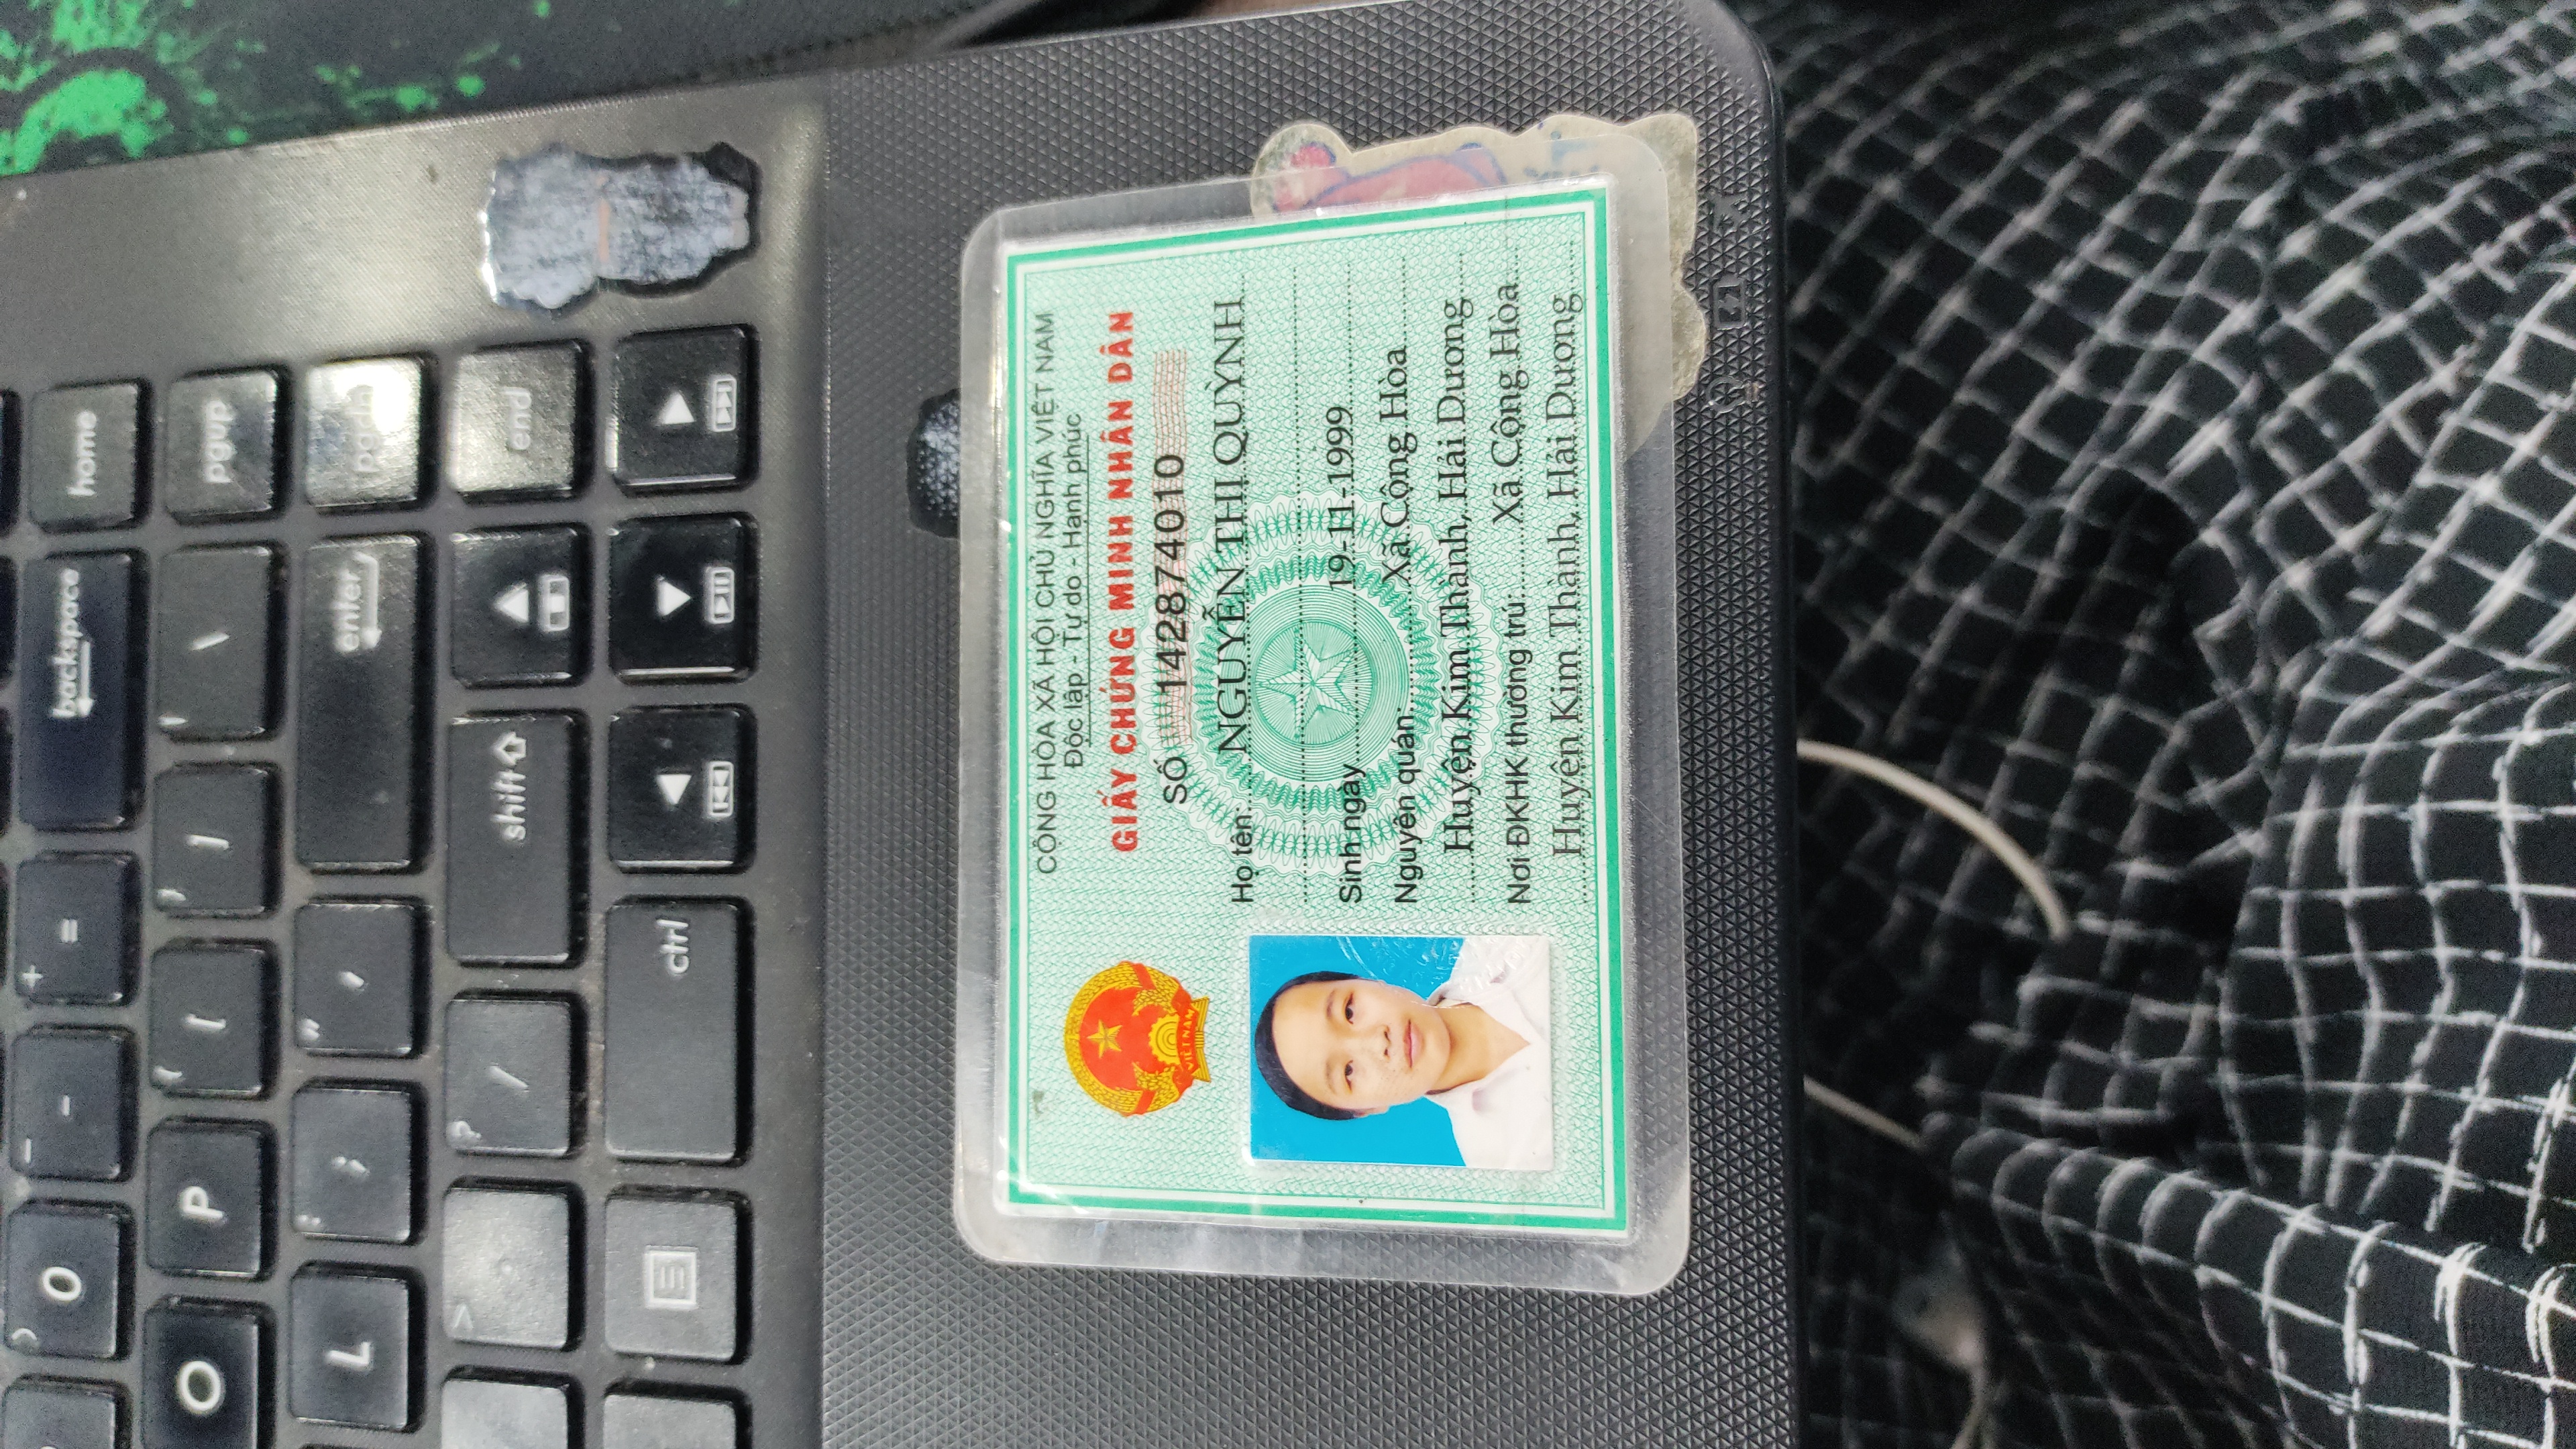 ) 0 _ - + = backspace home
O P { [ } ] | \ pgup
L : ; " ' enter
> . ? / shift end
ctrl
CỘNG HÒA XÃ HỘI CHỦ NGHĨA VIỆT NAM
Độc lập - Tự do - Hạnh phúc
GIẤY CHỨNG MINH NHÂN DÂN
SỐ 142874010
VIỆT NAM
Họ tên: NGUYỄN THỊ QUỲNH
Sinh ngày 19-11-1999
Nguyên quán: Xã Cộng Hòa
Huyện Kim Thành, Hải Dương
Nơi ĐKHK thường trú: Xã Cộng Hòa
Huyện Kim Thành, Hải Dương